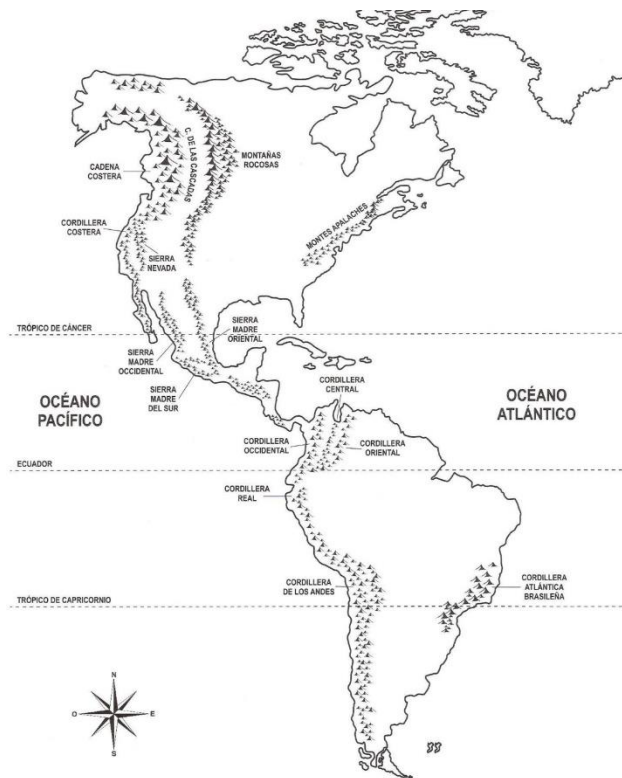 C. DE LAS CASCADAS
MONTAÑAS
ROCOSAS
CADENA
COSTERA
CORDILLERA
COSTERA
SIERRA
NEVADA
MONTES APALACHES
TRÓPICO DE CÁNCER
SIERRA
MADRE
ORIENTAL
SIERRA
MADRE
OCCIDENTAL
SIERRA
MADRE
DEL SUR
OCÉANO
PACÍFICO
CORDILLERA
CENTRAL
OCÉANO
ATLÁNTICO
CORDILLERA
OCCIDENTAL
CORDILLERA
ORIENTAL
ECUADOR
CORDILLERA
REAL
CORDILLERA
DE LOS ANDES
CORDILLERA
ATLÁNTICA
BRASILEÑA
TRÓPICO DE CAPRICORNIO
N
O
E
S